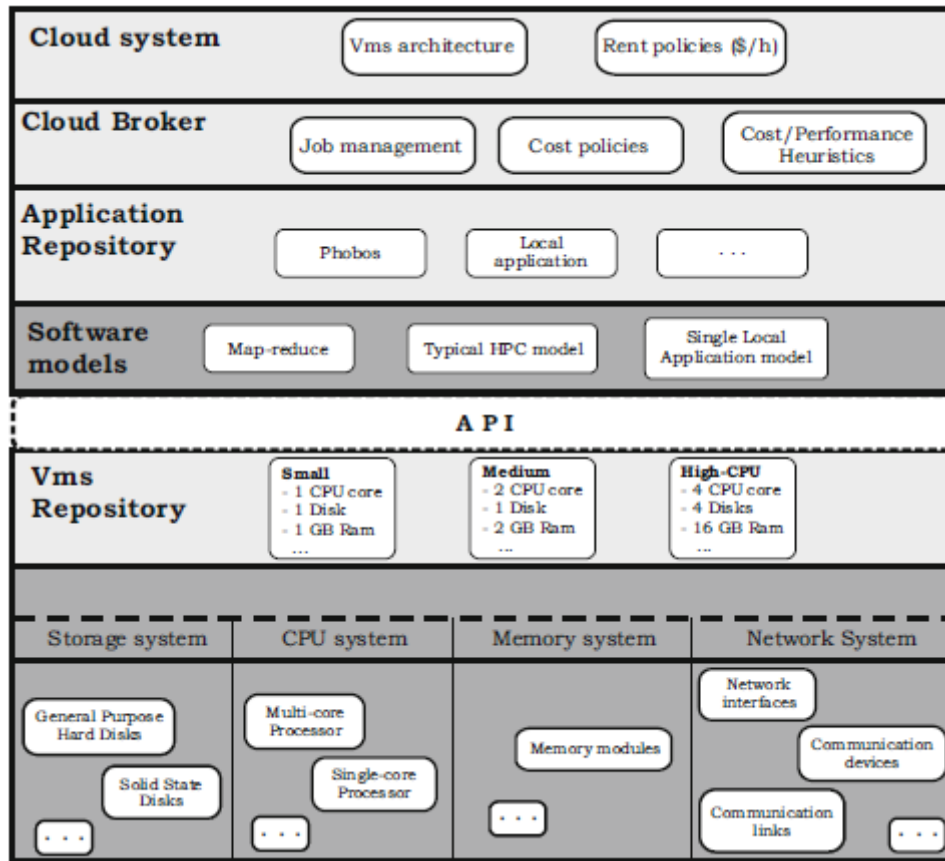 Cloud system
Vms architecture
Rent policies ($/h)
Cloud Broker
Job management
Cost policies
Cost/Performance
Heuristics
Application
Repository
Phobos
Local
application
. . .
Software
models
Map-reduce
Typical HPC model
Single Local
Application model
A P I
Vms
Repository
Small
- 1 CPU core
- 1 Disk
- 1 GB Ram
...
Medium
- 2 CPU core
- 1 Disk
- 2 GB Ram
...
High-CPU
- 4 CPU core
- 4 Disks
- 16 GB Ram
...
Storage system
CPU system
Memory system
Network System
General Purpose
Hard Disks
Solid State
Disks
. . .
Multi-core
Processor
Single-core
Processor
. . .
Memory modules
. . .
Network
interfaces
Communication
devices
Communication
links
. . .